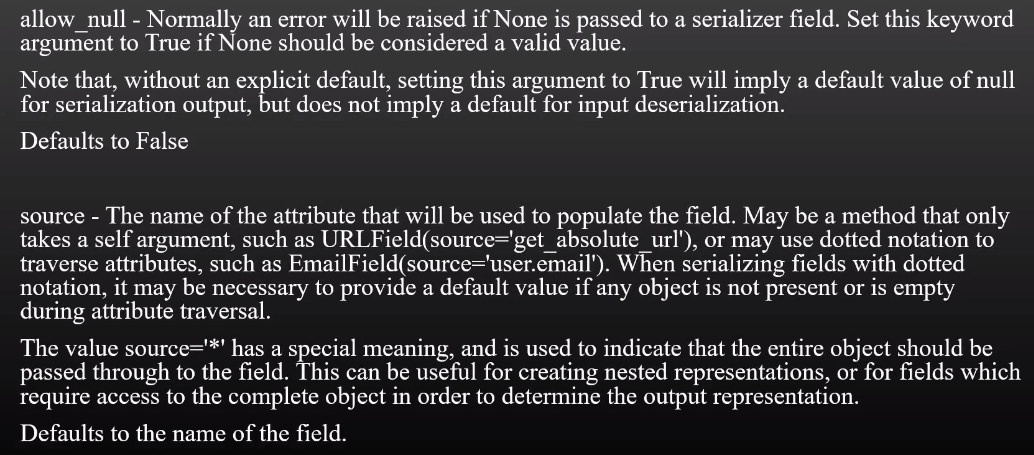 allow_null - Normally an error will be raised if None is passed to a serializer field. Set this keyword
argument to True if None should be considered a valid value.
Note that, without an explicit default, setting this argument to True will imply a default value of null
for serialization output, but does not imply a default for input deserialization.
Defaults to False
source - The name of the attribute that will be used to populate the field. May be a method that only
takes a self argument, such as URLField(source='get_absolute_url'), or may use dotted notation to
traverse attributes, such as EmailField(source='user.email'). When serializing fields with dotted
notation, it may be necessary to provide a default value if any object is not present or is empty
during attribute traversal.
The value source='*' has a special meaning, and is used to indicate that the entire object should be
passed through to the field. This can be useful for creating nested representations, or for fields which
require access to the complete object in order to determine the output representation.
Defaults to the name of the field.